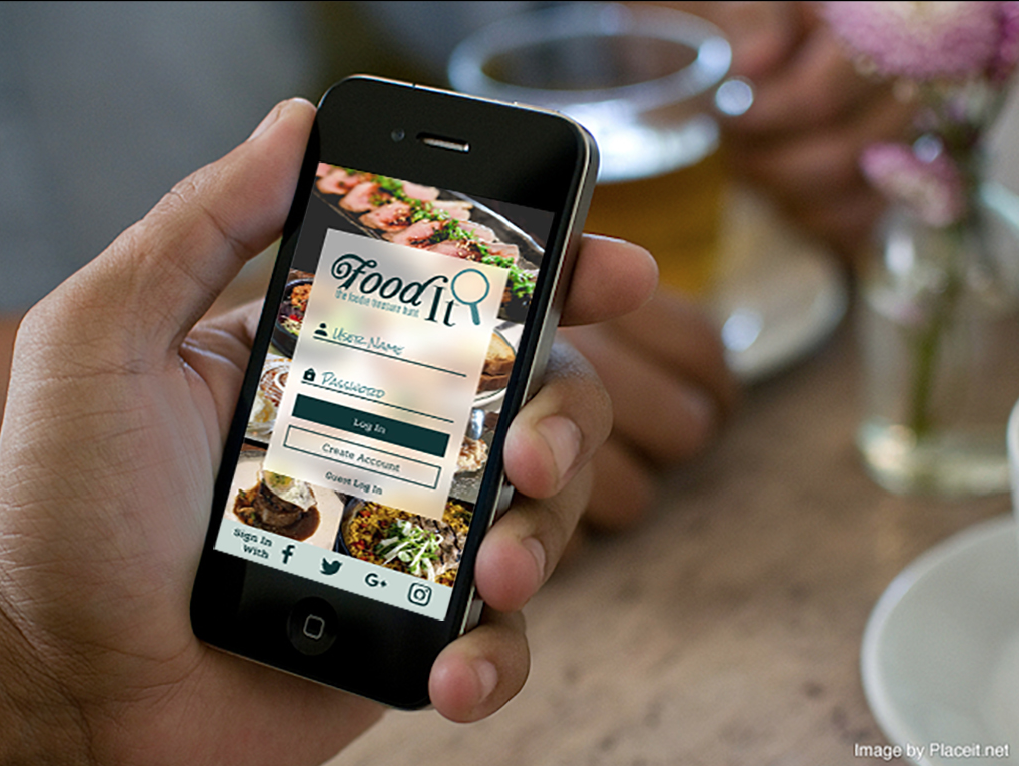 Food It
the foodie treasure hunt
User Name
Password
Log In
Create Account
Guest Log In
Sign In
With
f
G+
Image by Placeit.net